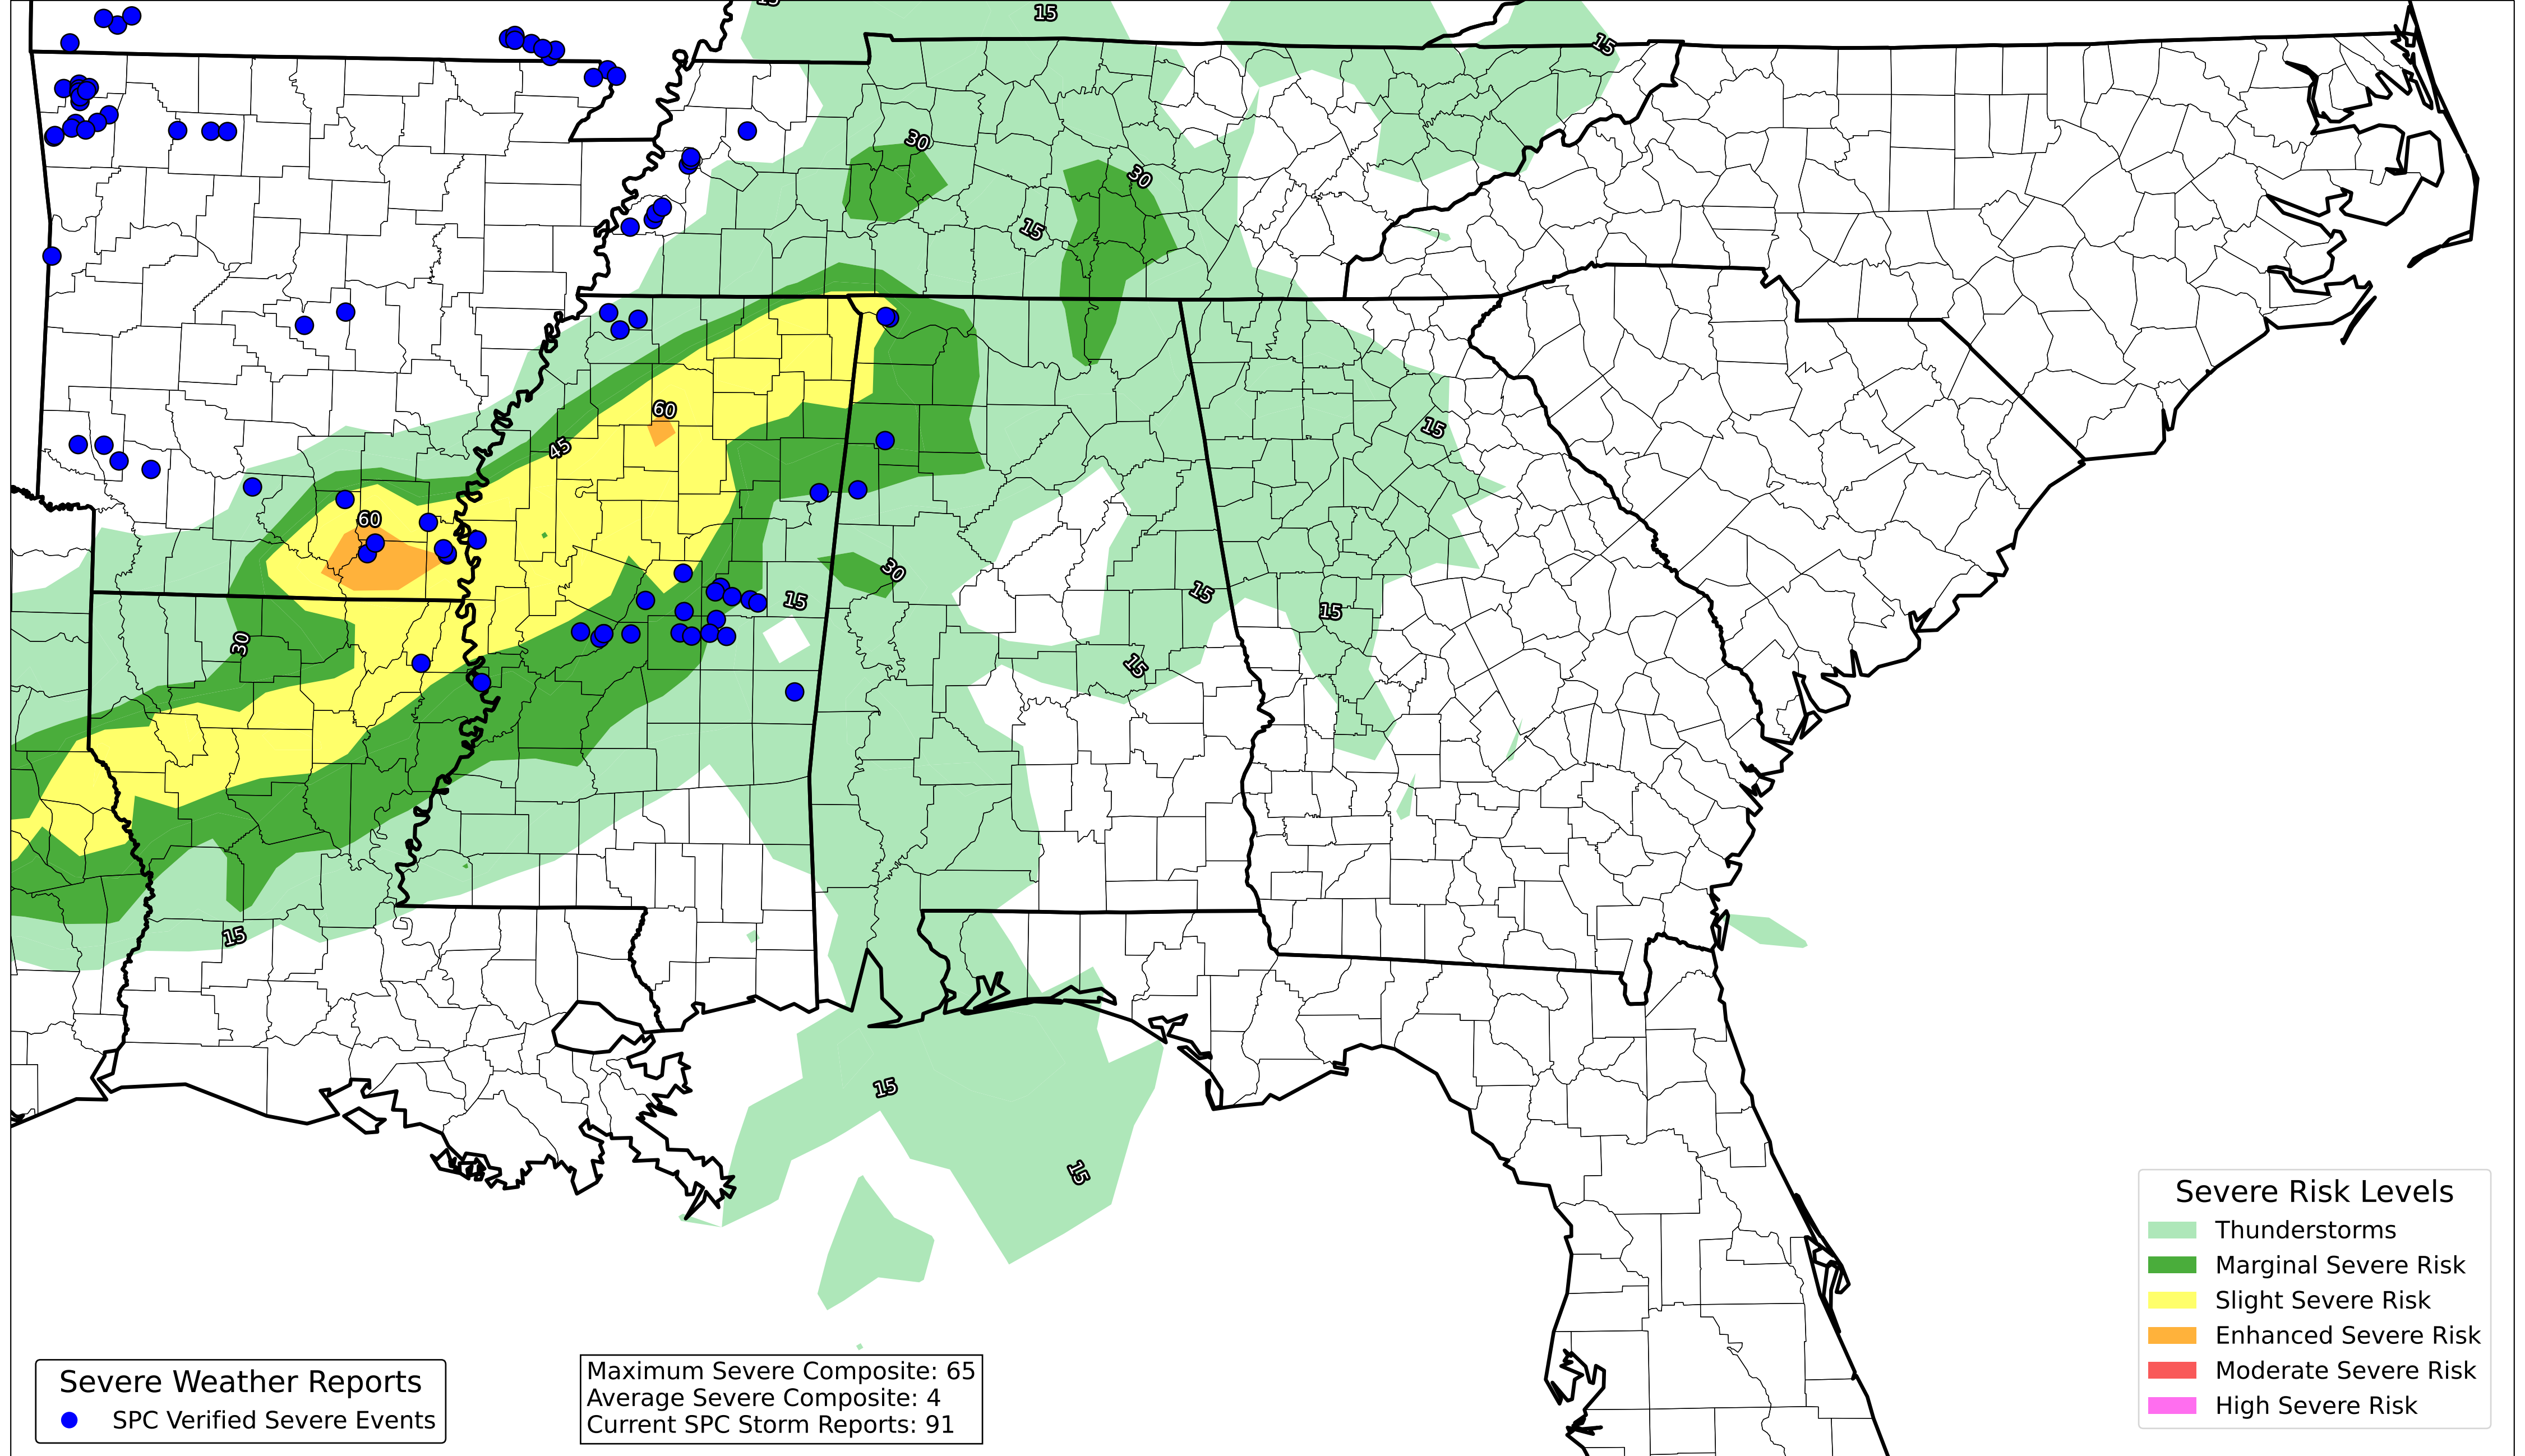 15
15
15
30
30
15
60
45
15
60
30
15
15
15
30
15
15
15
15
Severe Risk Levels
Thunderstorms
Marginal Severe Risk
Slight Severe Risk
Enhanced Severe Risk
Moderate Severe Risk
High Severe Risk
Maximum Severe Composite: 65
Average Severe Composite: 4
Current SPC Storm Reports: 91
Severe Weather Reports
SPC Verified Severe Events